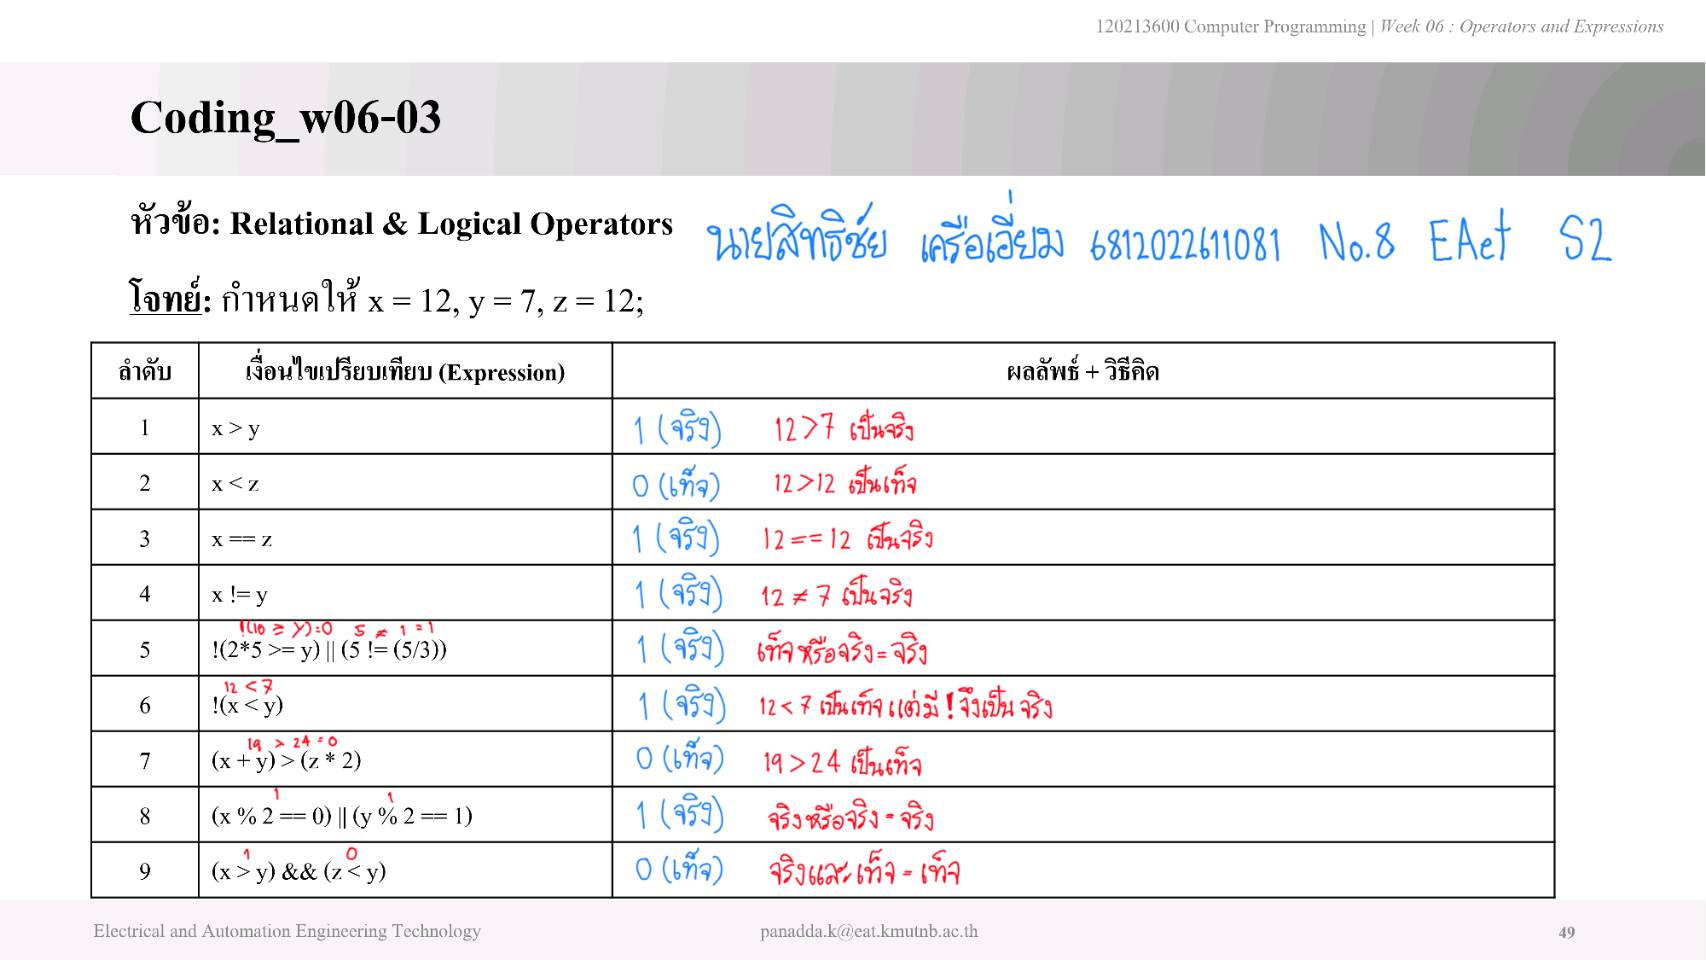 120213600 Computer Programming | Week 06 : Operators and Expressions
Coding_w06-03
หัวข้อ: Relational & Logical Operators นายสิทธิชัย เครือเอี่ยม 6812022611081 No.8 EAet S2
โจทย์: กำหนดให้ x = 12, y = 7, z = 12;
ลำดับ เงื่อนไขเปรียบเทียบ (Expression) ผลลัพธ์ + วิธีคิด
1 x > y 1 (จริง) 12>7 เป็นจริง
2 x < z 0 (เท็จ) 12>12 เป็นเท็จ
3 x == z 1 (จริง) 12==12 เป็นจริง
4 x != y 1 (จริง) 12 ≠ 7 เป็นจริง
!(10 ≥ y)=0 5 ≠ 1 = 1
5 !(2*5 >= y) || (5 != (5/3)) 1 (จริง) เท็จหรือจริง = จริง
12 < 7
6 !(x < y) 1 (จริง) 12 < 7 เป็นเท็จ แต่มี ! จึงเป็น จริง
19 > 24 = 0
7 (x + y) > (z * 2) 0 (เท็จ) 19 > 24 เป็นเท็จ
1 1
8 (x % 2 == 0) || (y % 2 == 1) 1 (จริง) จริงหรือจริง = จริง
1 0
9 (x > y) && (z < y) 0 (เท็จ) จริงและเท็จ = เท็จ
Electrical and Automation Engineering Technology panadda.k@eat.kmutnb.ac.th 49